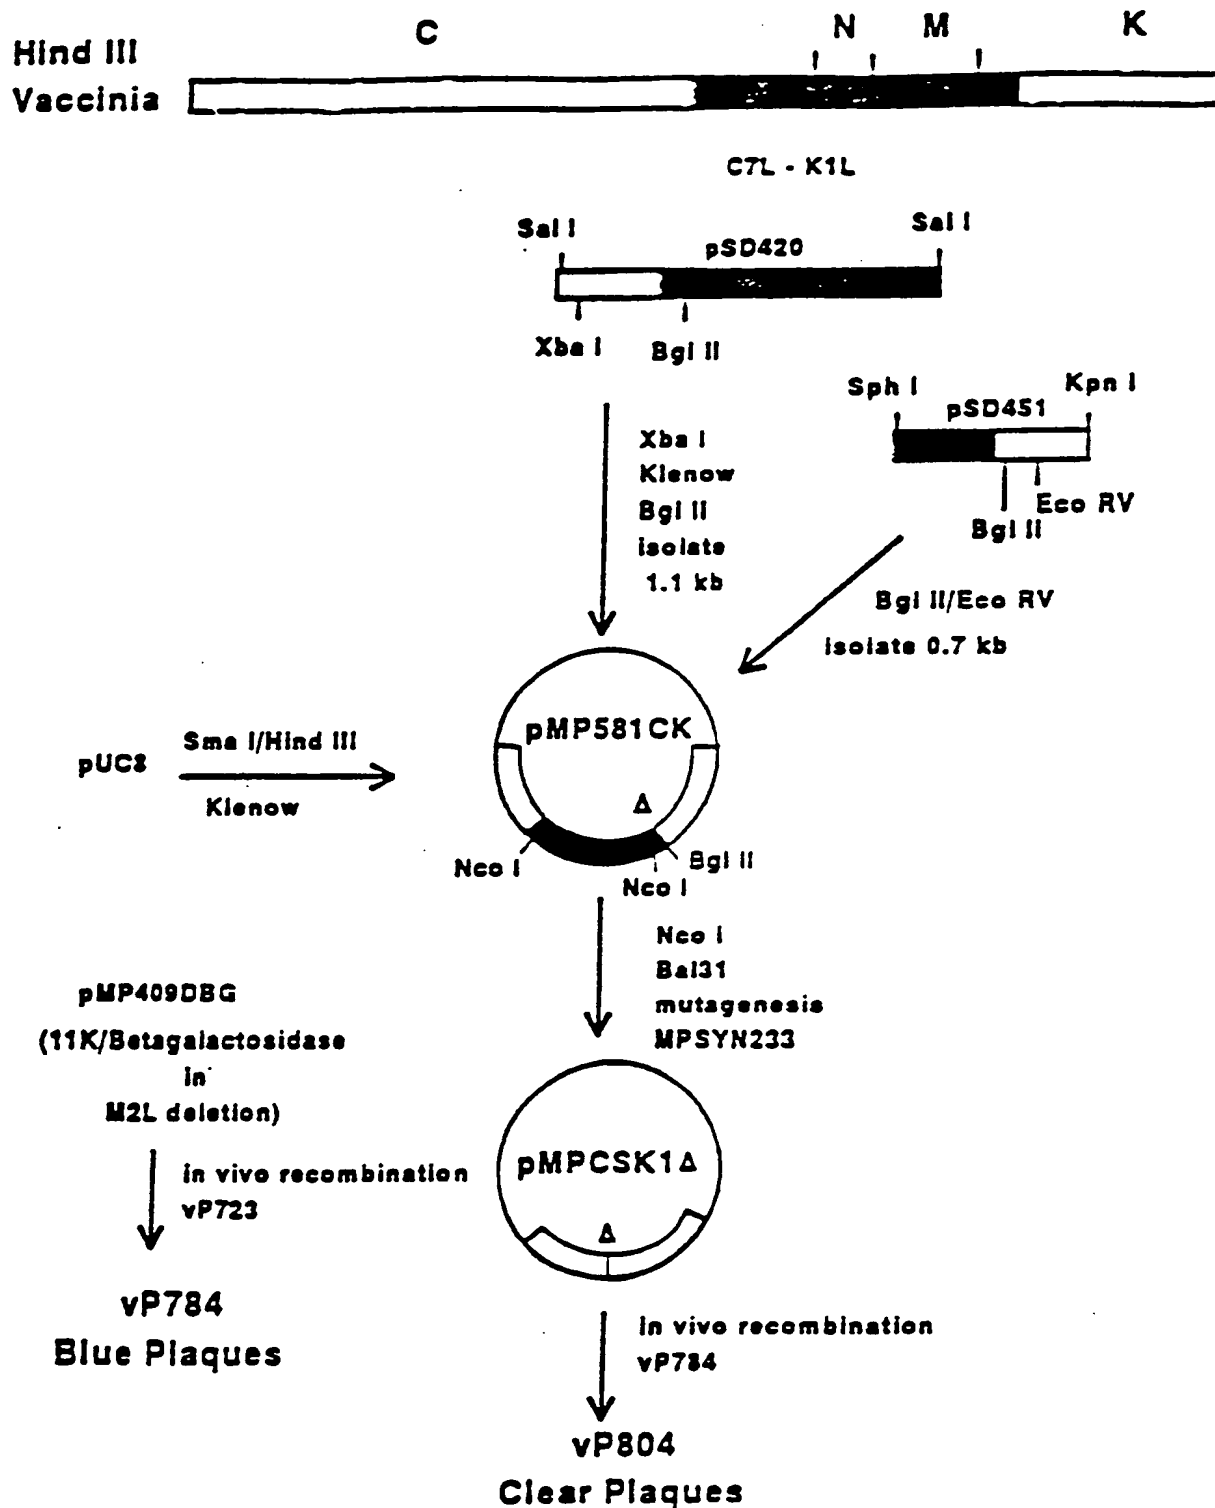 C N M K
Hind III
Vaccinia
C7L - K1L
Sal I Sal I
pSD420
Xba I Bgl II
Sph I Kpn I
pSD451
Eco RV
Bgl II
Xba I
Klenow
Bgl II
isolate
1.1 kb
Bgl II/Eco RV
isolate 0.7 kb
pMP581CK
Δ
pUC8
Sma I/Hind III
Klenow
Nco I
Nco I
Bgl II
Nco I
Bal31
mutagenesis
MPSYN233
pMP409DBG
(11K/Betagalactosidase
in
M2L deletion)
in vivo recombination
vP723
vP784
Blue Plaques
pMPCSK1Δ
Δ
in vivo recombination
vP784
vP804
Clear Plaques